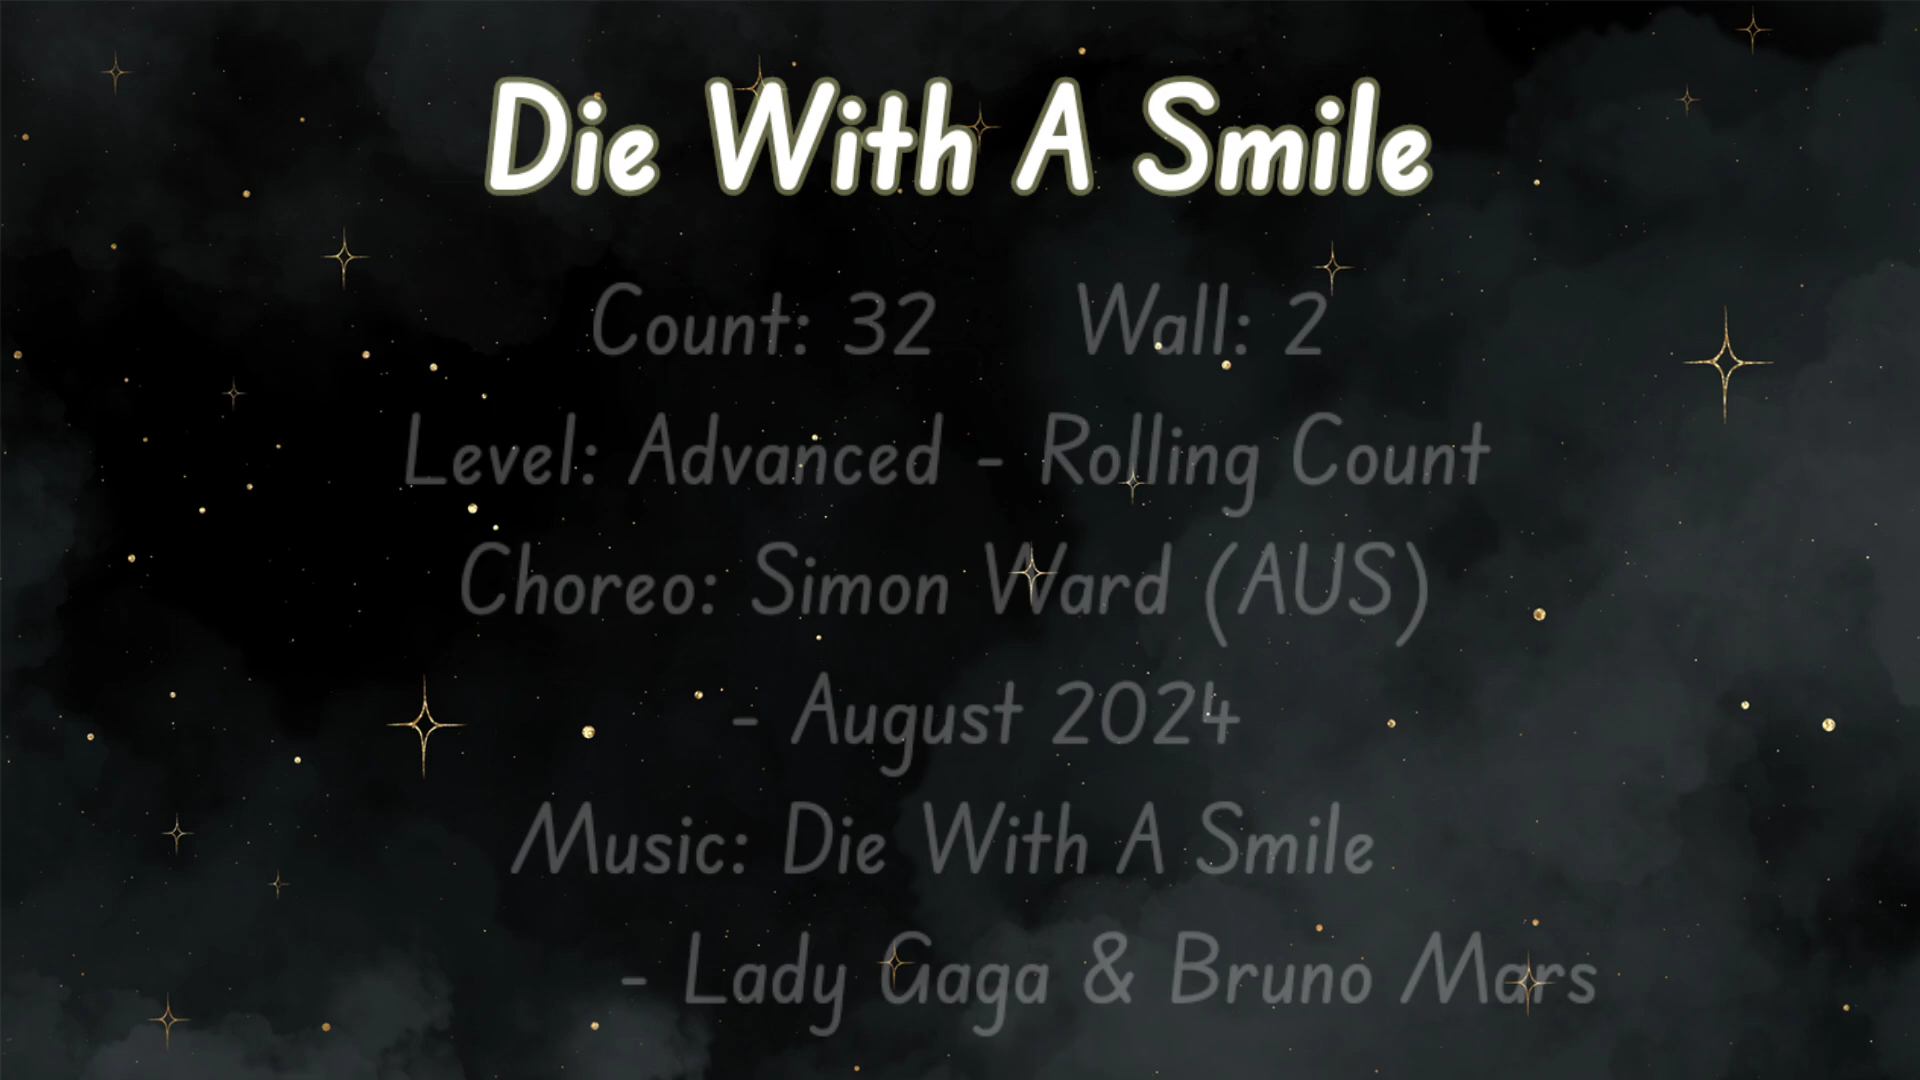 Die With A Smile
Count: 32 Wall: 2
Level: Advanced - Rolling Count
Choreo: Simon Ward (AUS)
- August 2024
Music: Die With A Smile
- Lady Gaga & Bruno Mars